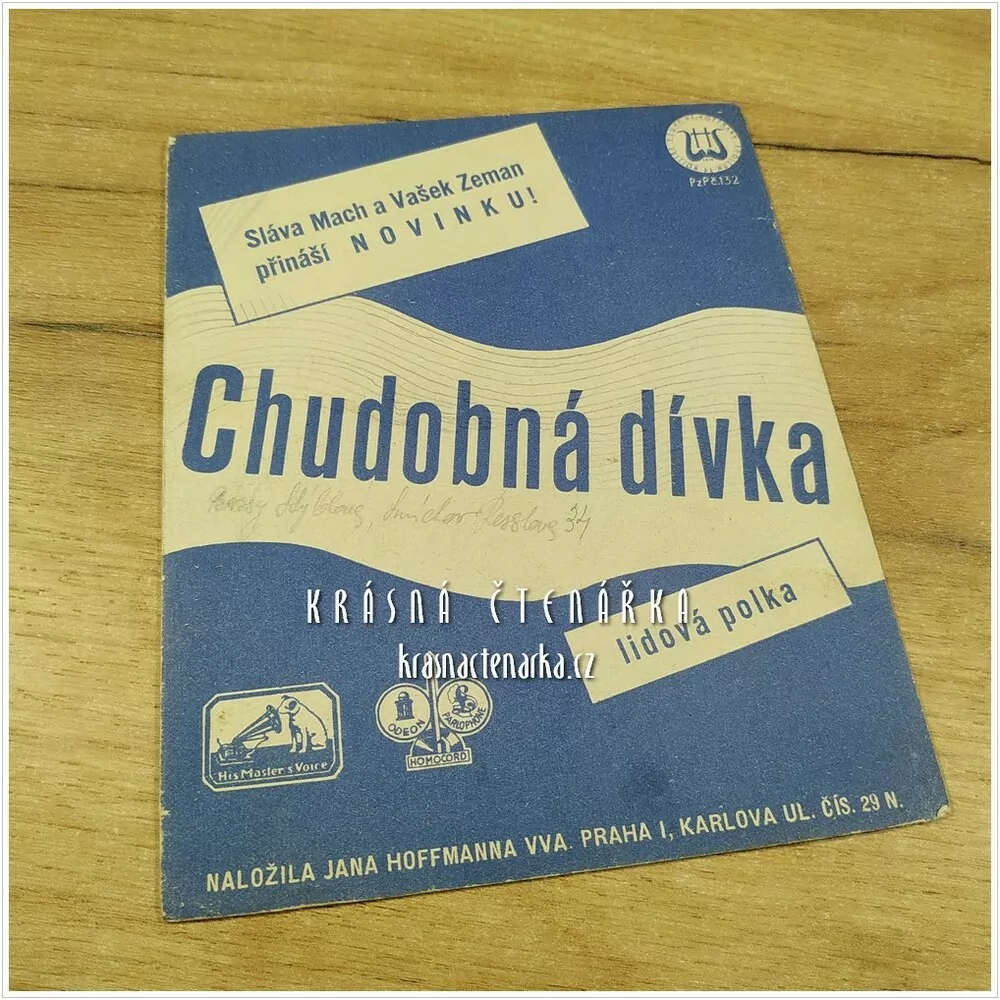 Sláva Mach a Vašek Zeman
přináší NOVINKU!
PzPč.132
Chudobná dívka
34
lidová polka
KRÁSNÁ ČTENÁŘKA
krasnactenarka.cz
His Master's Voice
ODEON
PARLOPHONE
HOMOCORD
NALOŽILA JANA HOFFMANNA VVA. PRAHA I, KARLOVA UL. ČÍS. 29 N.